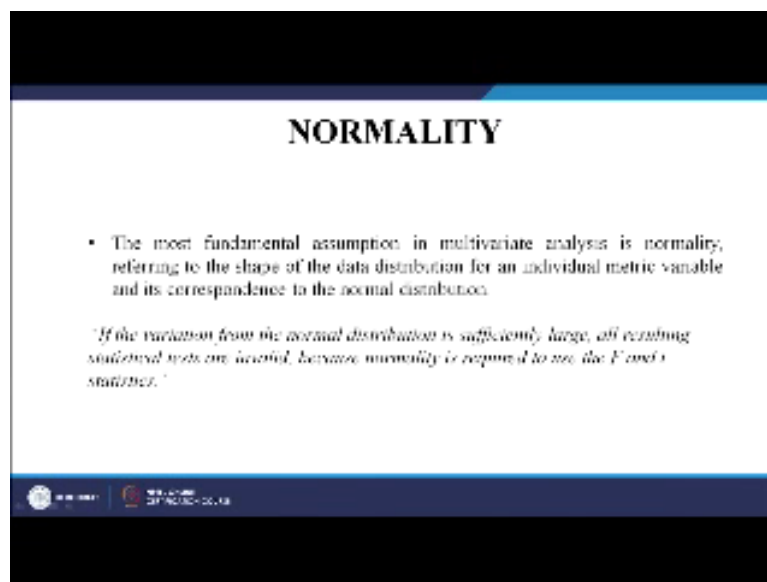 NORMALITY
• The most fundamental assumption in multivariate analysis is normality,
referring to the shape of the data distribution for an individual metric variable
and its correspondence to the normal distribution.
"If the variation from the normal distribution is sufficiently large, all resulting
statistical tests are invalid, because normality is required to use the F and t
statistics."
CERTIFICATION COURSE